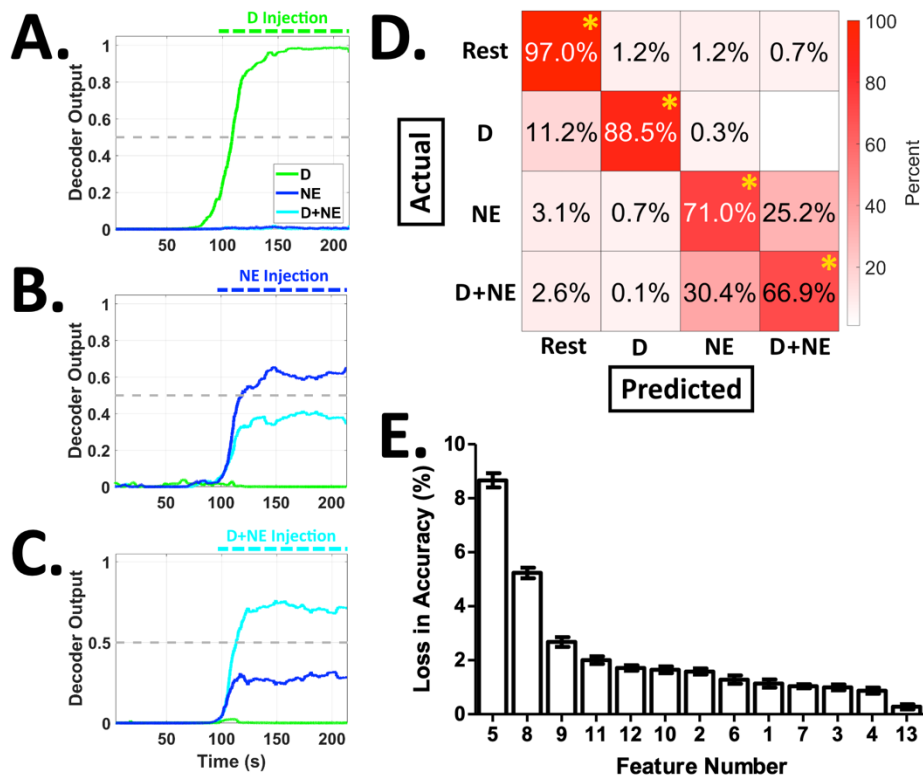 A.
D Injection
Decoder Output
1
0.8
0.6
0.4
0.2
0
D
NE
D+NE
50 100 150 200
B.
NE Injection
Decoder Output
1
0.8
0.6
0.4
0.2
0
50 100 150 200
C.
D+NE Injection
Decoder Output
1
0.5
0
50 100 150 200
Time (s)
D.
Actual
Rest 97.0% * 1.2% 1.2% 0.7%
D 11.2% 88.5% * 0.3%
NE 3.1% 0.7% 71.0% * 25.2%
D+NE 2.6% 0.1% 30.4% 66.9% *
Rest D NE D+NE
Predicted
100
80
60
40
20
Percent
E.
Loss in Accuracy (%)
10
8
6
4
2
0
5 8 9 11 12 10 2 6 1 7 3 4 13
Feature Number